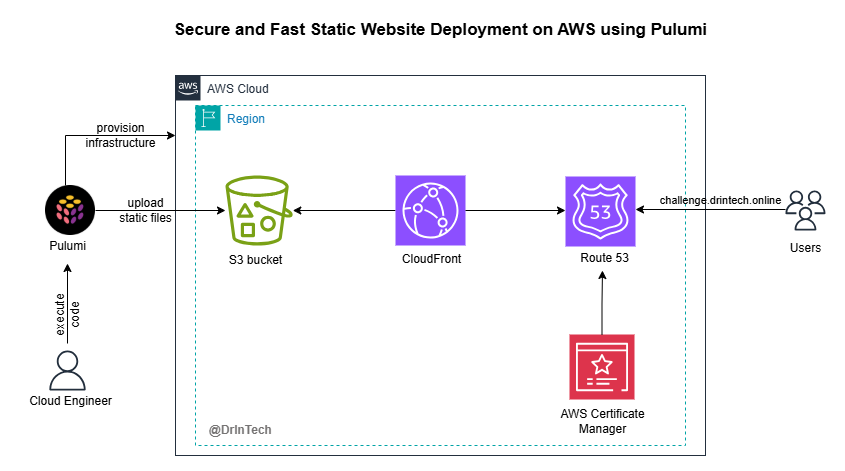 Secure and Fast Static Website Deployment on AWS using Pulumi
aws
AWS Cloud
Region
provision
infrastructure
upload
static files
Pulumi
execute
code
Cloud Engineer
S3 bucket
CloudFront
53
Route 53
challenge.drintech.online
Users
AWS Certificate
Manager
@DrInTech